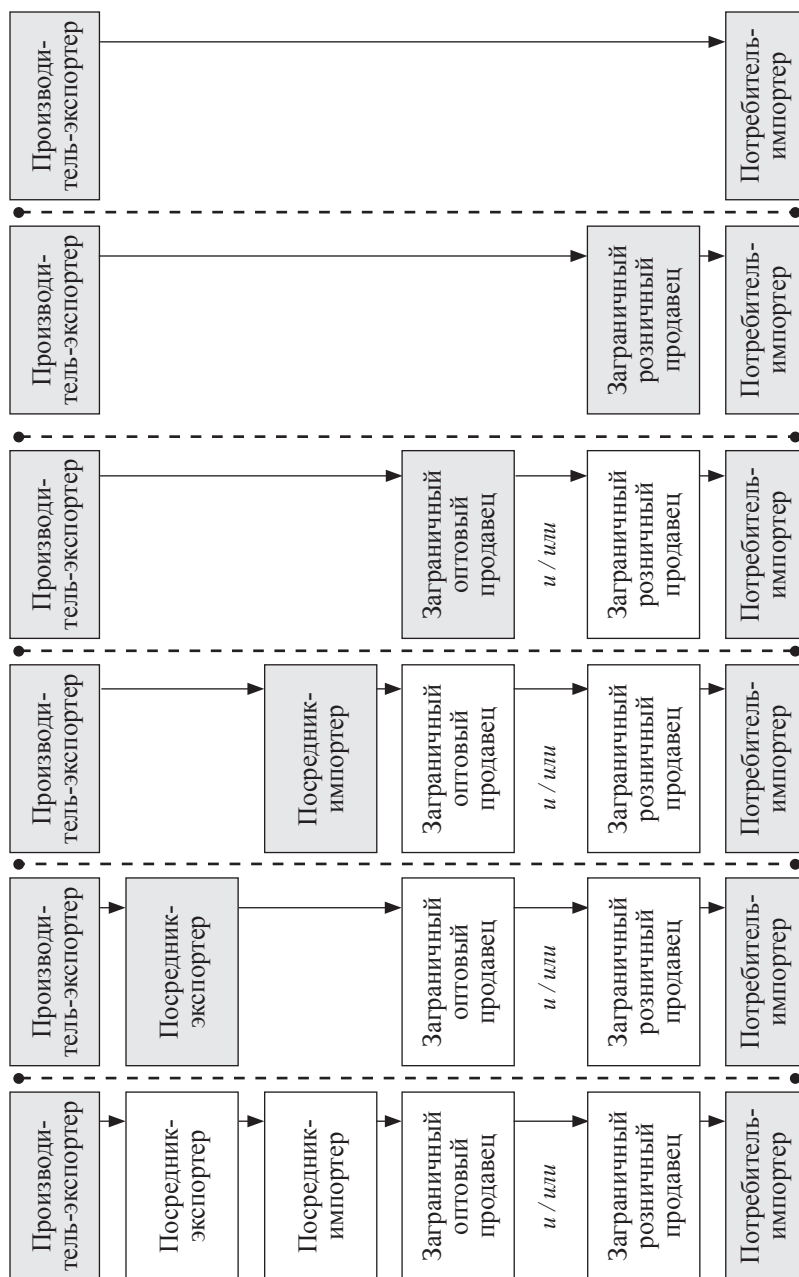 Производи-
тель-экспортер
Посредник-
экспортер
Посредник-
импортер
Заграничный
оптовый
продавец
и / или
Заграничный
розничный
продавец
Потребитель-
импортер
Производи-
тель-экспортер
Посредник-
экспортер
Заграничный
оптовый
продавец
и / или
Заграничный
розничный
продавец
Потребитель-
импортер
Производи-
тель-экспортер
Посредник-
импортер
Заграничный
оптовый
продавец
и / или
Заграничный
розничный
продавец
Потребитель-
импортер
Производи-
тель-экспортер
Заграничный
оптовый
продавец
и / или
Заграничный
розничный
продавец
Потребитель-
импортер
Производи-
тель-экспортер
Заграничный
розничный
продавец
Потребитель-
импортер
Производи-
тель-экспортер
Потребитель-
импортер